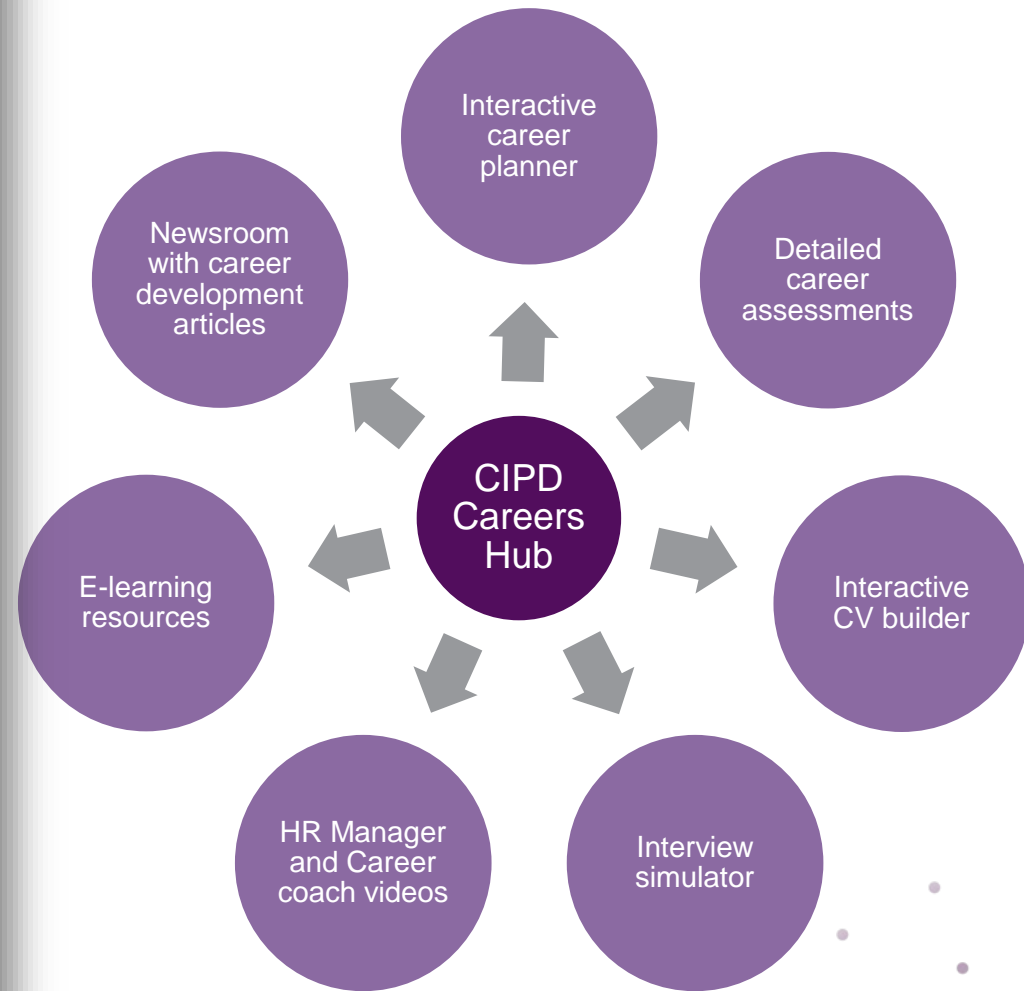 Interactive
career
planner
Detailed
career
assessments
Interactive
CV builder
Interview
simulator
HR Manager
and Career
coach videos
E-learning
resources
Newsroom
with career
development
articles
CIPD
Careers
Hub